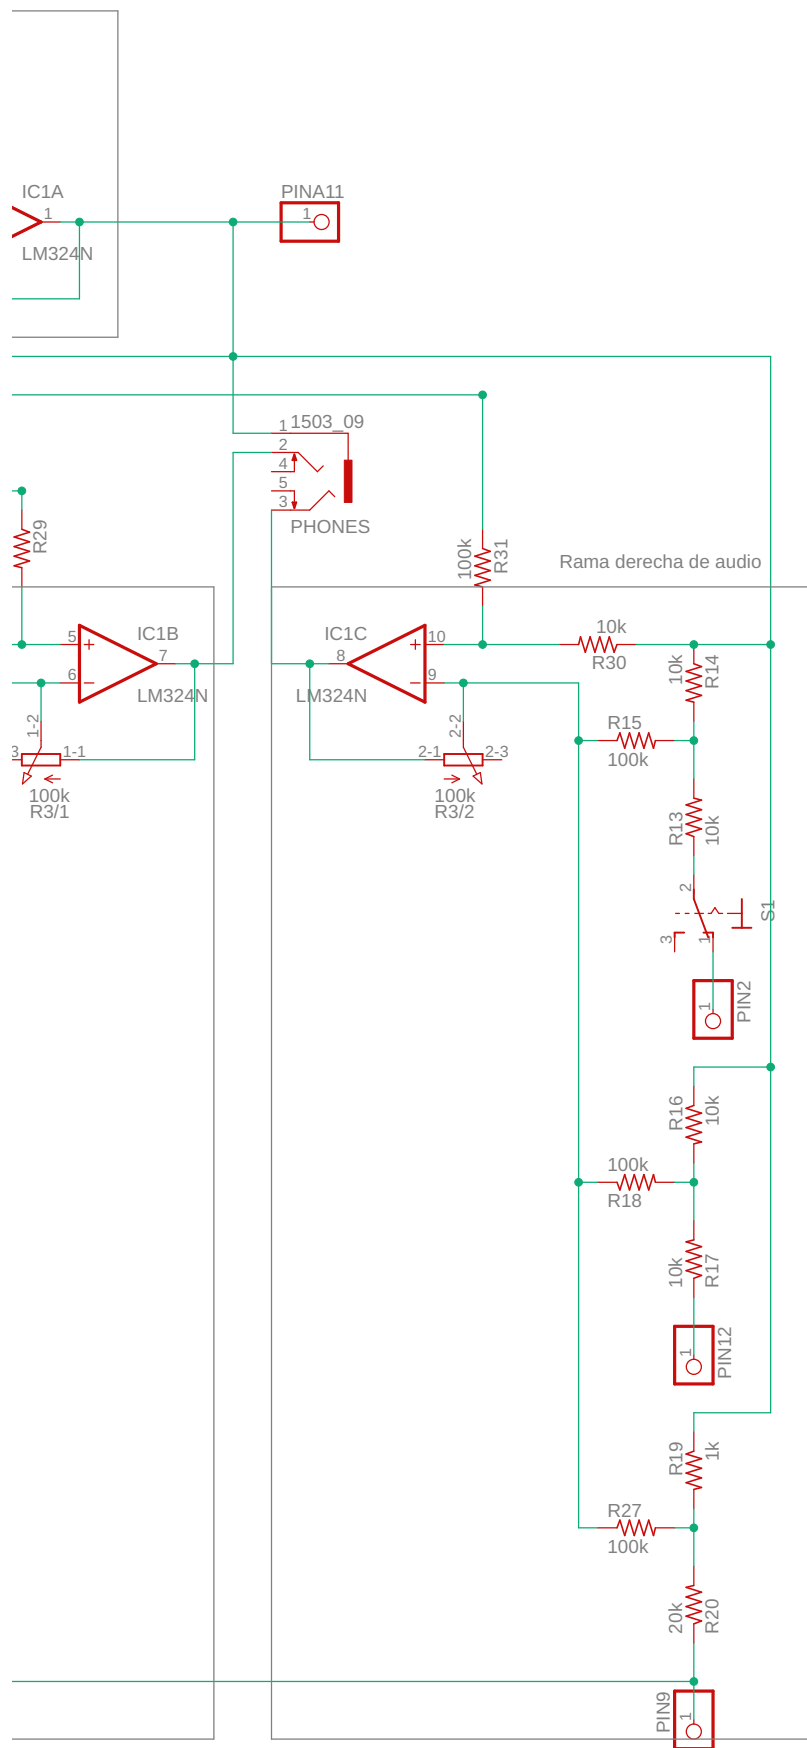 IC1A
1
LM324N
PINA11
1
1 1503_09
2
4
5
3
PHONES
R29
100k
R31
Rama derecha de audio
5
IC1B
7
6
LM324N
1-2
3
1-1
100k
R3/1
IC1C
10
8
9
LM324N
2-2
2-1
2-3
100k
R3/2
10k
R30
10k
R14
R15
100k
R13
10k
2
S1
3
1
1
PIN2
R16
10k
100k
R18
10k
R17
1
PIN12
R19
1k
R27
100k
20k
R20
PIN9
1